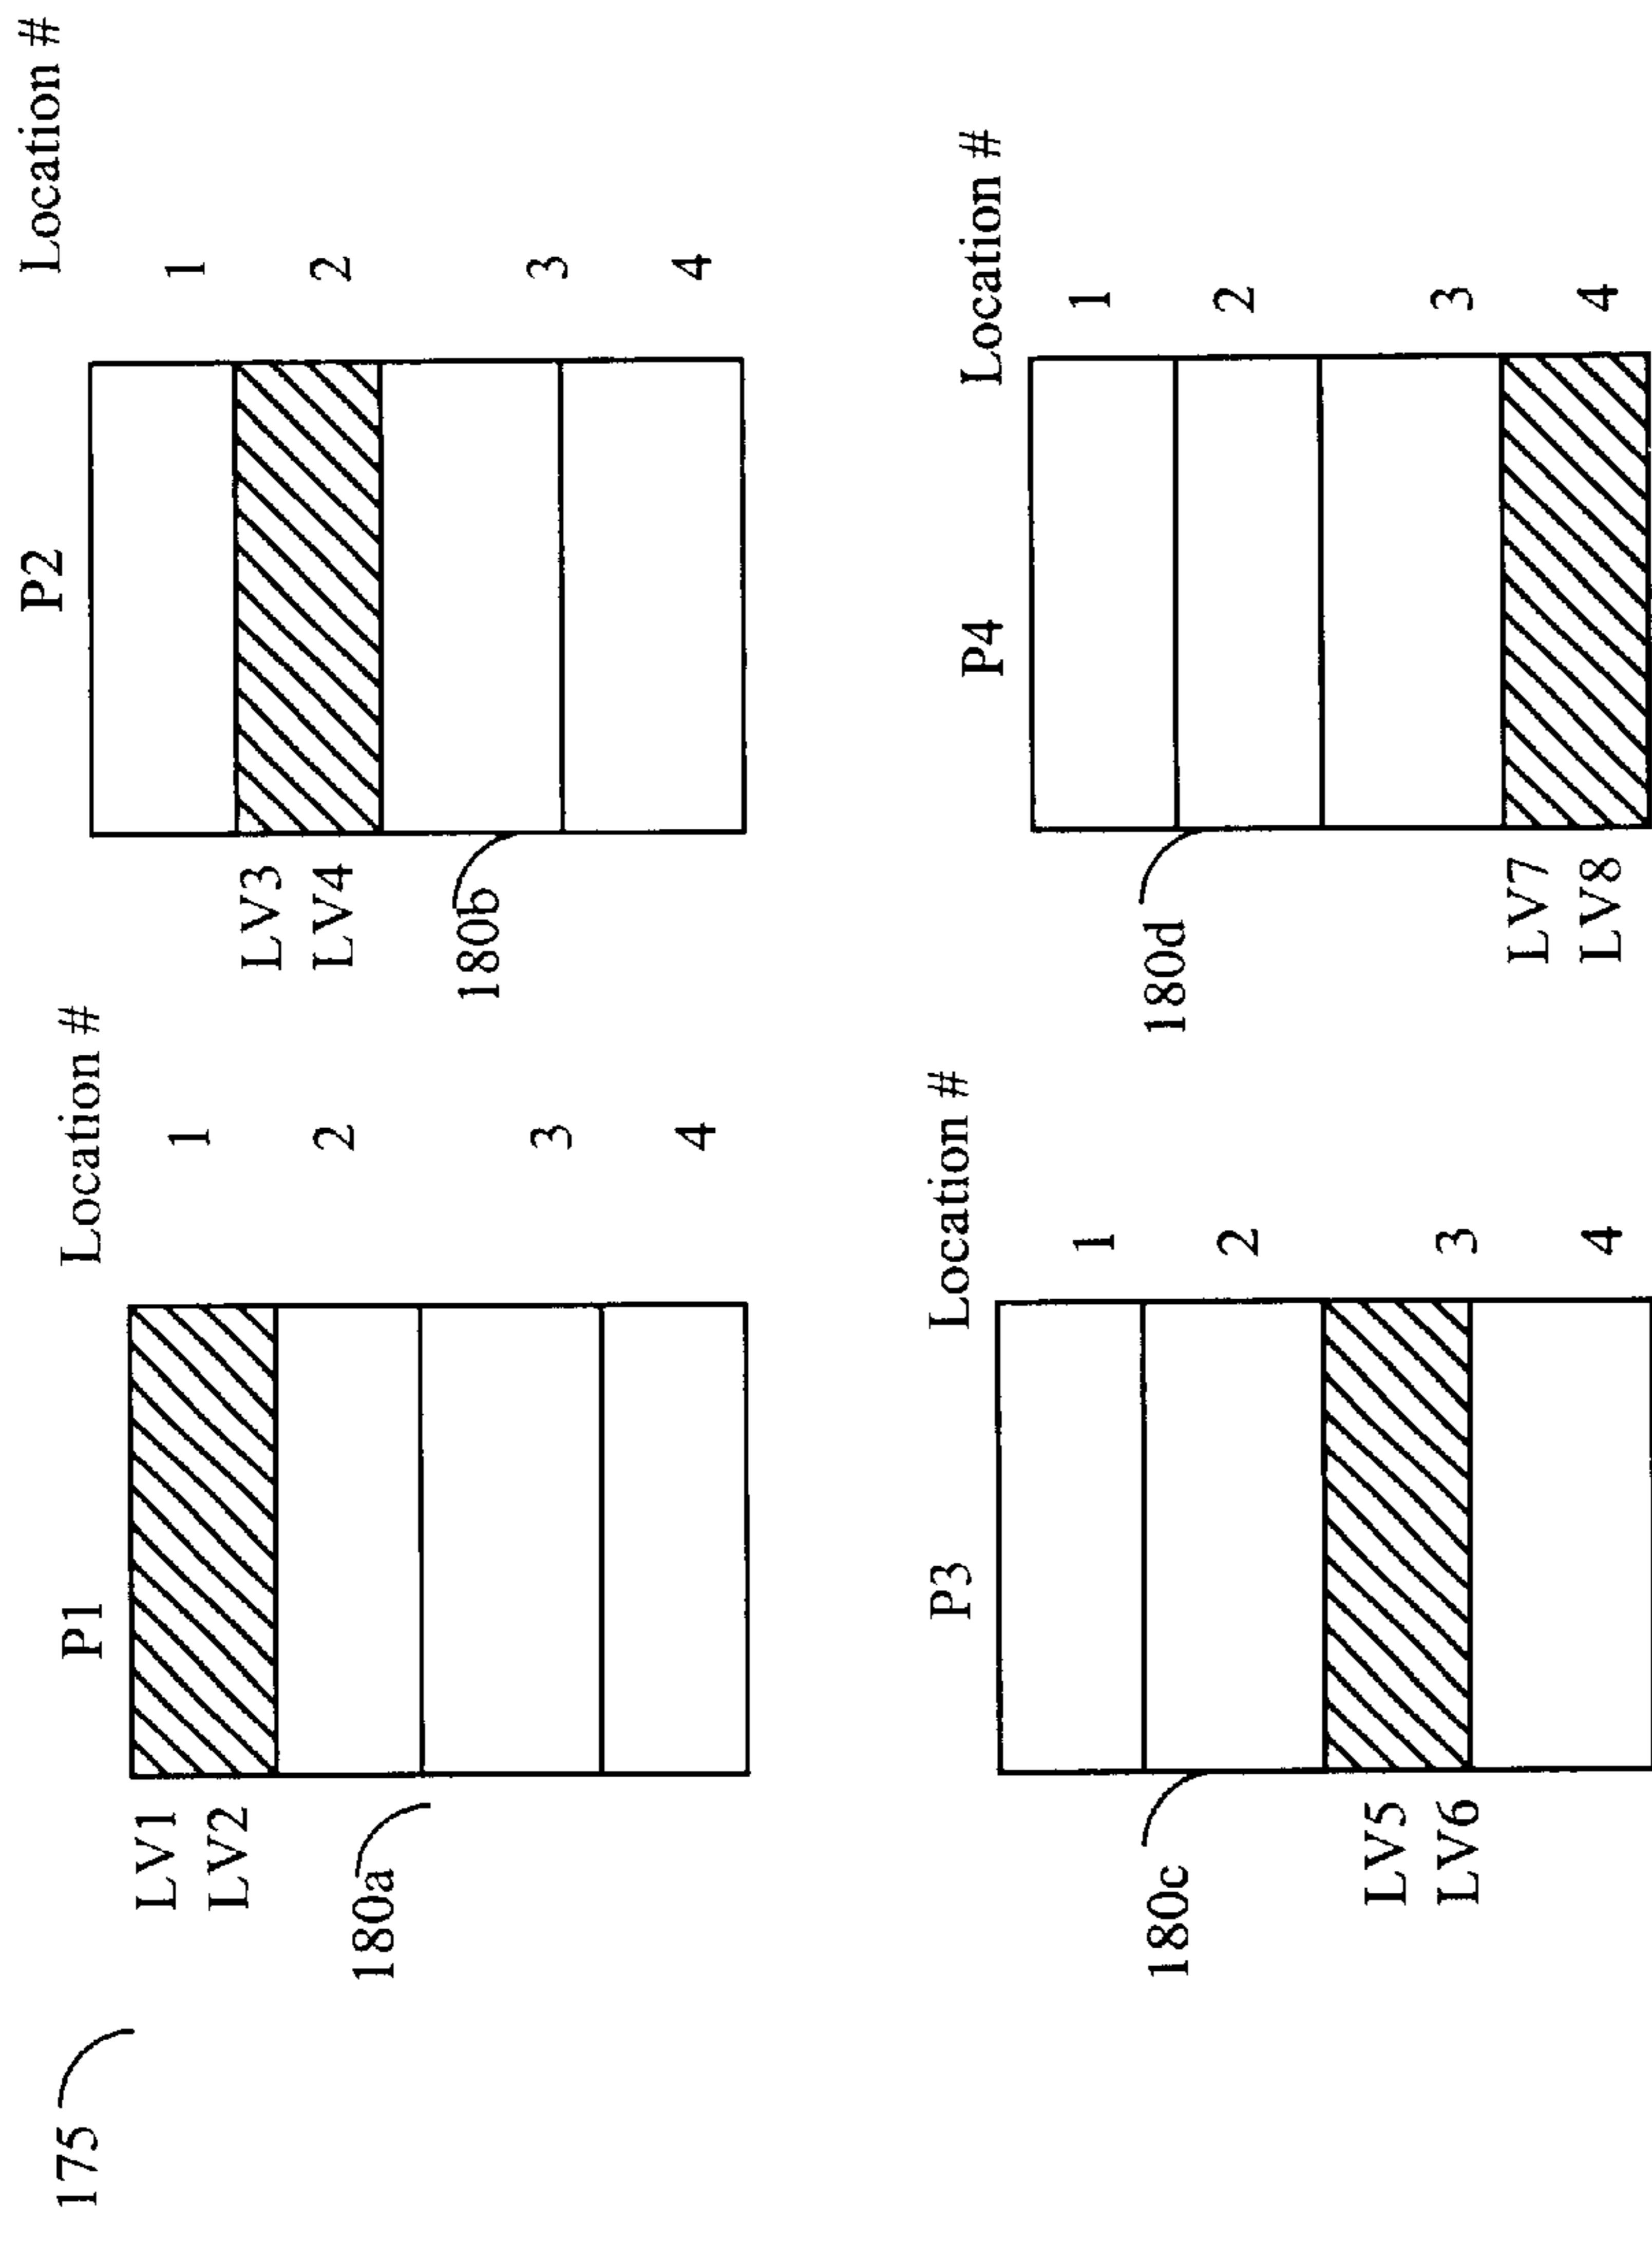 175
P1
Location #
LV1
1
LV2
2
180a
3
4
P2
Location #
1
LV3
2
LV4
180b
3
4
P3
Location #
1
180c
2
LV5
3
LV6
4
P4
Location #
1
180d
2
3
LV7
4
LV8